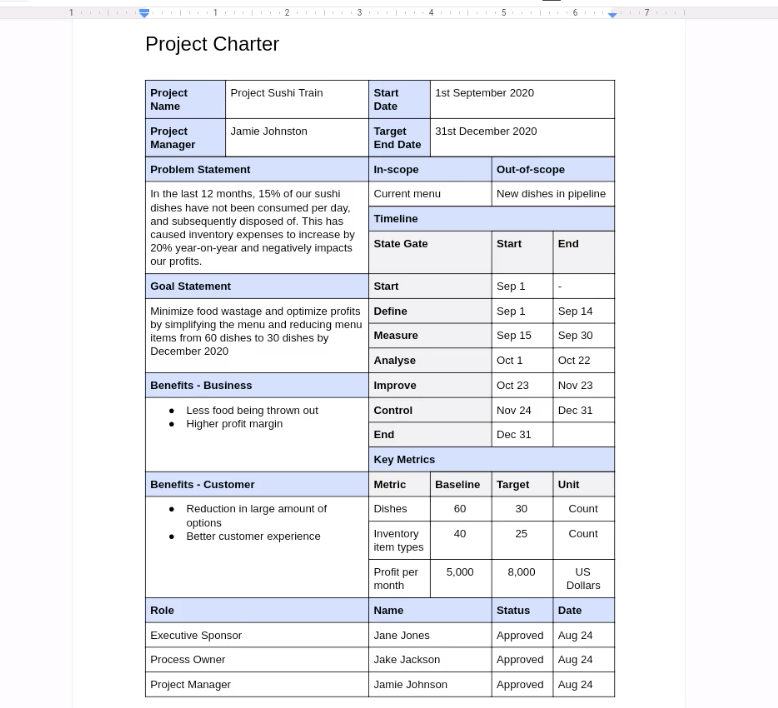 1 1 2 3 4 5 6 7
Project Charter
Project Name Project Sushi Train Start Date 1st September 2020
Project Manager Jamie Johnston Target End Date 31st December 2020
Problem Statement
In the last 12 months, 15% of our sushi
dishes have not been consumed per day,
and subsequently disposed of. This has
caused inventory expenses to increase by
20% year-on-year and negatively impacts
our profits.
Goal Statement
Minimize food wastage and optimize profits
by simplifying the menu and reducing menu
items from 60 dishes to 30 dishes by
December 2020
Benefits - Business
● Less food being thrown out
● Higher profit margin
Benefits - Customer
● Reduction in large amount of
options
● Better customer experience
In-scope Out-of-scope
Current menu New dishes in pipeline
Timeline
State Gate Start End
Start Sep 1 -
Define Sep 1 Sep 14
Measure Sep 15 Sep 30
Analyse Oct 1 Oct 22
Improve Oct 23 Nov 23
Control Nov 24 Dec 31
End Dec 31
Key Metrics
Metric Baseline Target Unit
Dishes 60 30 Count
Inventory item types 40 25 Count
Profit per month 5,000 8,000 US Dollars
Role Name Status Date
Executive Sponsor Jane Jones Approved Aug 24
Process Owner Jake Jackson Approved Aug 24
Project Manager Jamie Johnson Approved Aug 24